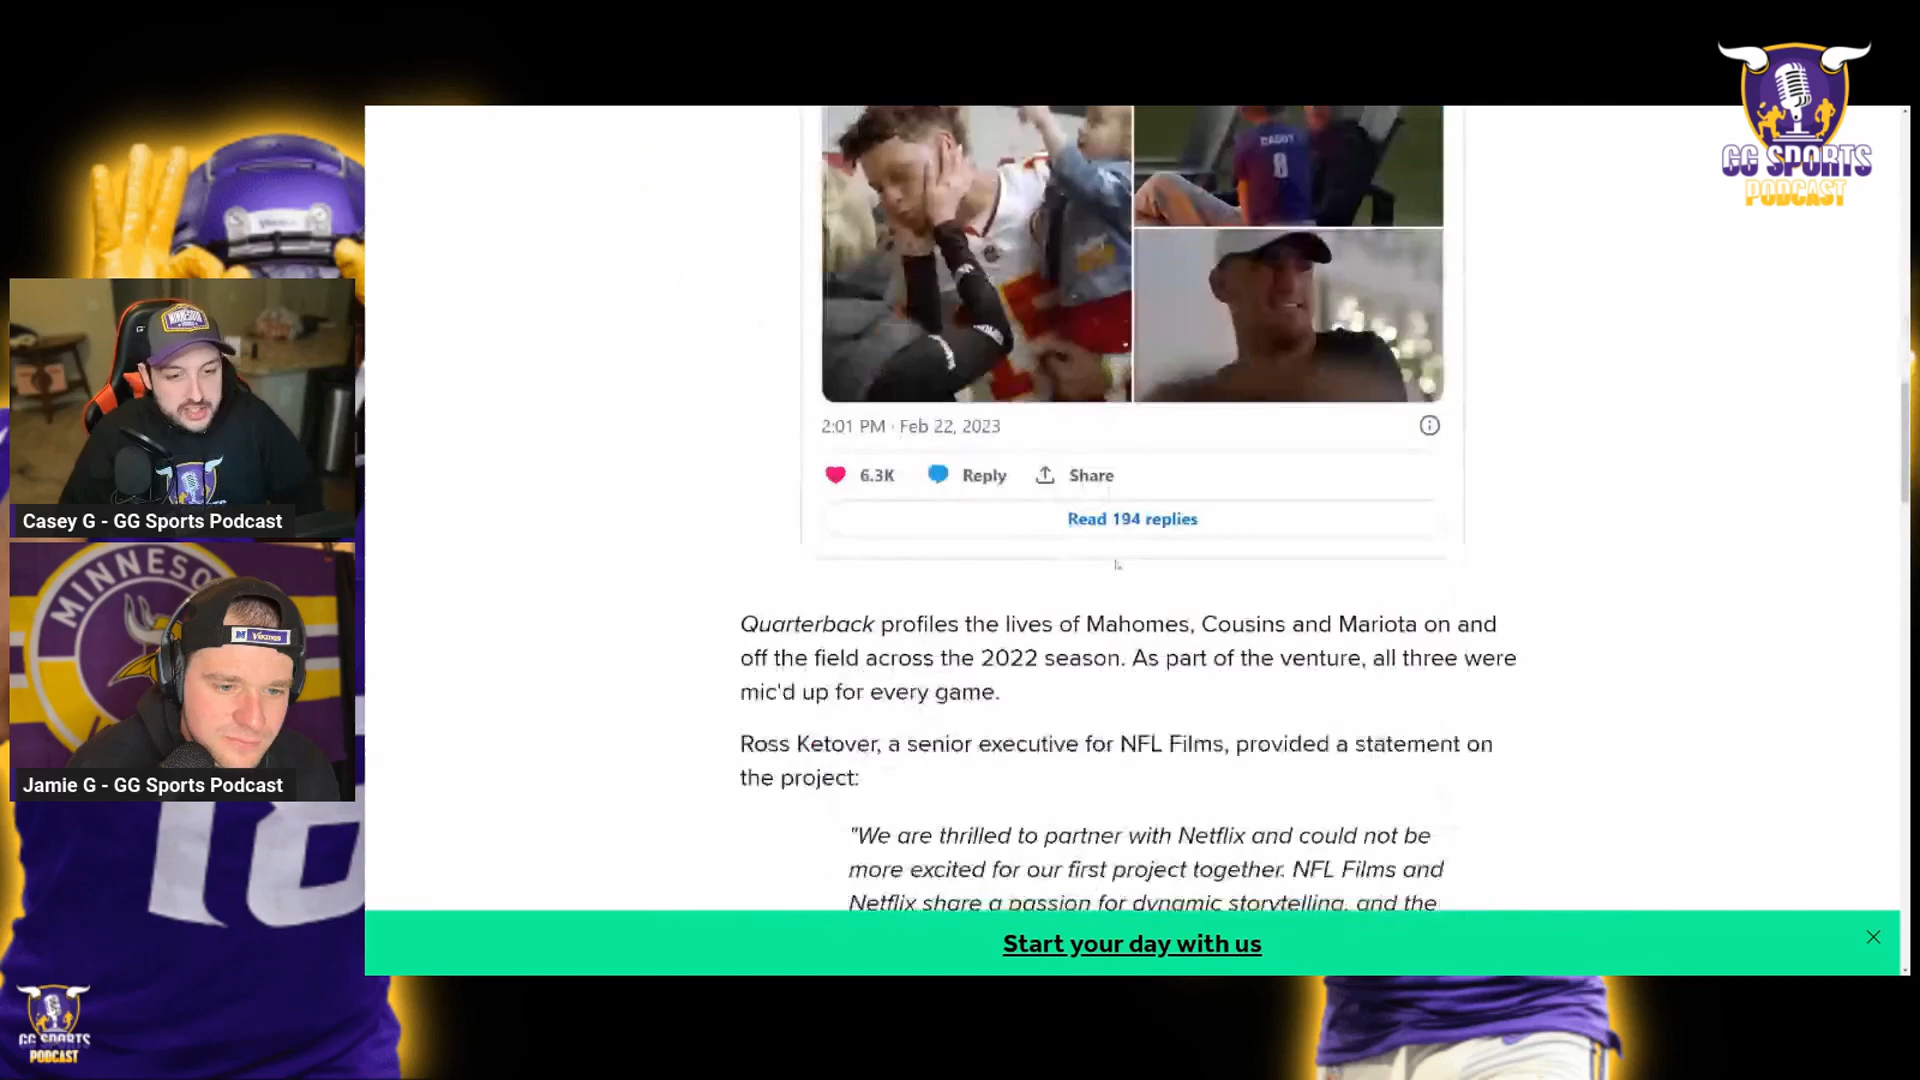 GG SPORTS
PODCAST
DADDY
8
VIKINGS
MINNESOTA
2:01 PM · Feb 22, 2023
6.3K Reply Share
Read 194 replies
Casey G - GG Sports Podcast
MINNESO
Vikings
Quarterback profiles the lives of Mahomes, Cousins and Mariota on and
off the field across the 2022 season. As part of the venture, all three were
mic'd up for every game.
Ross Ketover, a senior executive for NFL Films, provided a statement on
the project:
Jamie G - GG Sports Podcast
"We are thrilled to partner with Netflix and could not be
more excited for our first project together. NFL Films and
Netflix share a passion for dynamic storytelling, and the
18
Start your day with us
GG SPORTS
PODCAST